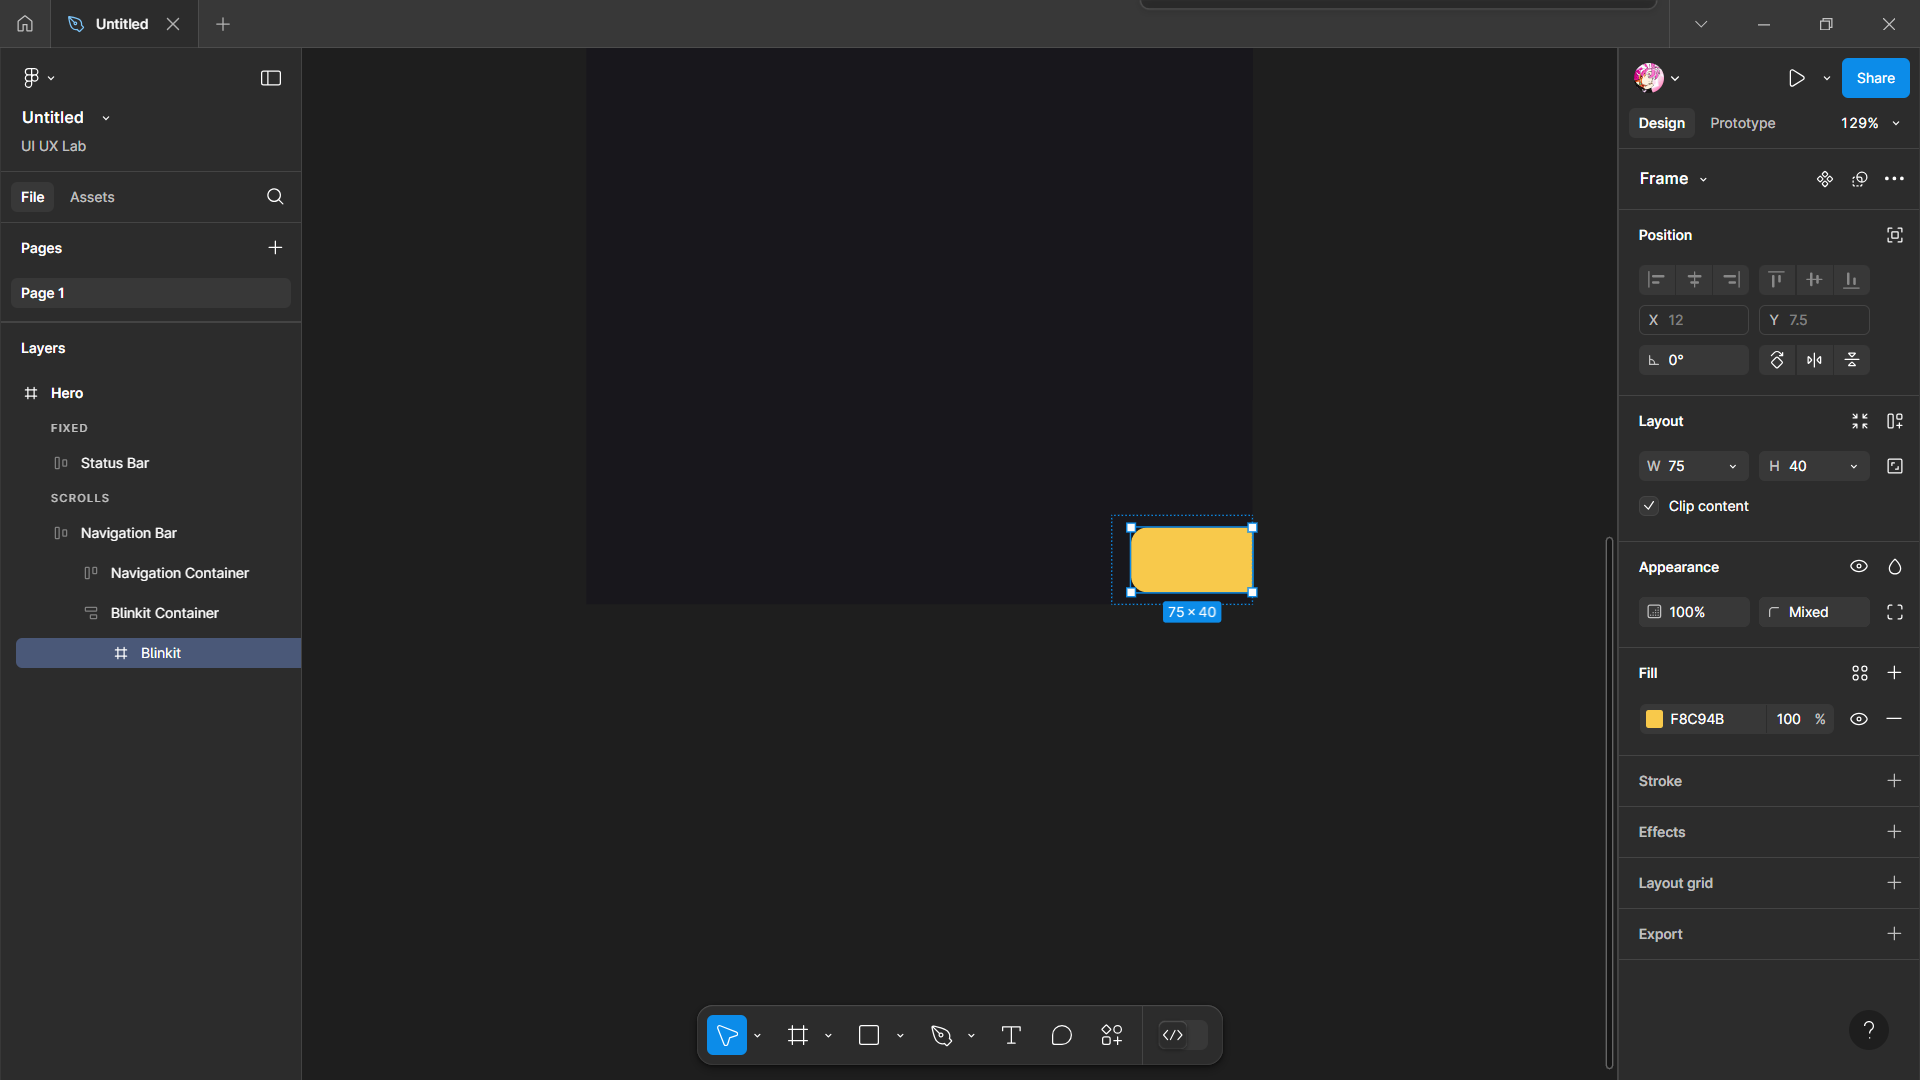 Untitled
Untitled
UI UX Lab
File
Assets
Pages
Page 1
Layers
Hero
FIXED
Status Bar
SCROLLS
Navigation Bar
Navigation Container
Blinkit Container
Blinkit
75 × 40
Share
Design
Prototype
129%
Frame
Position
X 12
Y 7.5
0°
Layout
W 75
H 40
Clip content
Appearance
100%
Mixed
Fill
F8C94B
100 %
Stroke
Effects
Layout grid
Export
?